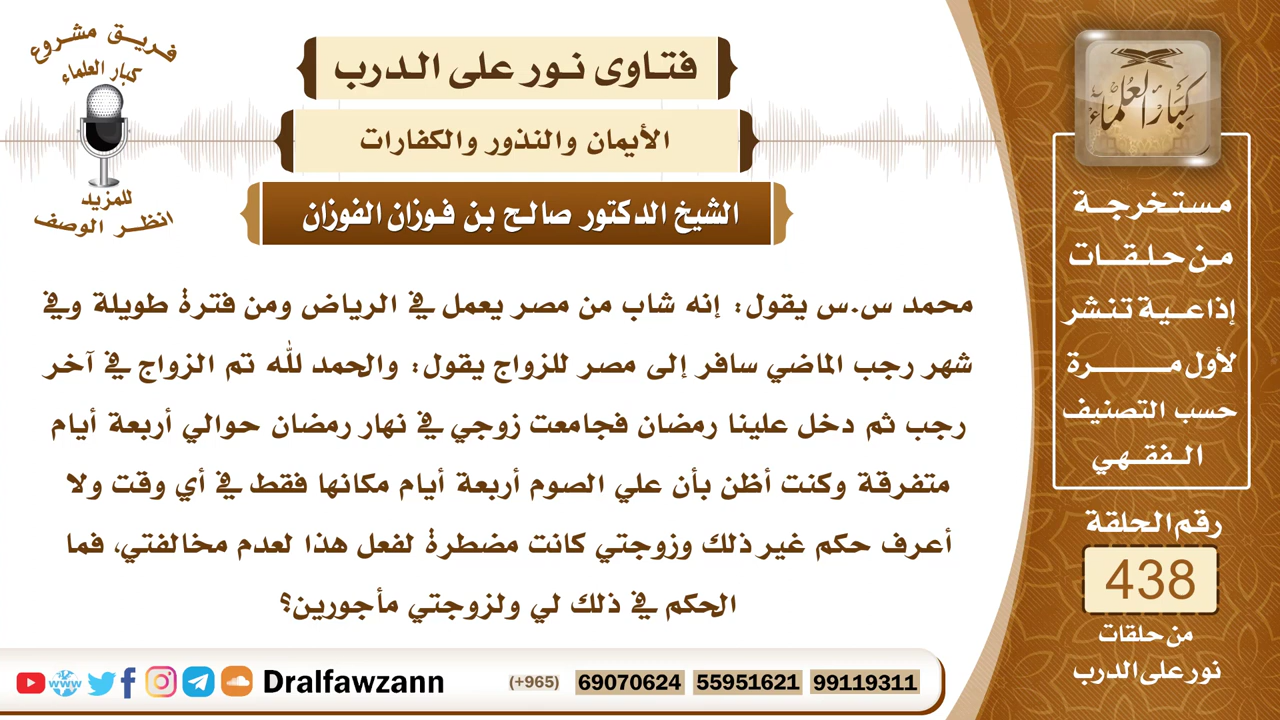 فريق مشروع
كبار العلماء
للمزيد
انظر الوصف
فتاوى نور على الدرب
الأيمان والنذور والكفارات
الشيخ الدكتور صالح بن فوزان الفوزان
محمد س.س يقول: إنه شاب من مصر يعمل في الرياض ومن فترة طويلة وفي
شهر رجب الماضي سافر إلى مصر للزواج يقول: والحمد لله تم الزواج في آخر
رجب ثم دخل علينا رمضان فجامعت زوجي في نهار رمضان حوالي أربعة أيام
متفرقة وكنت أظن بأن علي الصوم أربعة أيام مكانها فقط في أي وقت ولا
أعرف حكم غير ذلك وزوجتي كانت مضطرة لفعل هذا لعدم مخالفتي، فما
الحكم في ذلك لي ولزوجتي مأجورين؟
كبار العلماء
مستخرجة
من حلقات
إذاعية تنشر
لأول مرة
حسب التصنيف
الفقهي
رقم الحلقة
438
من حلقات
نور على الدرب
www
Dralfawzann
(+965) 69070624 55951621 99119311